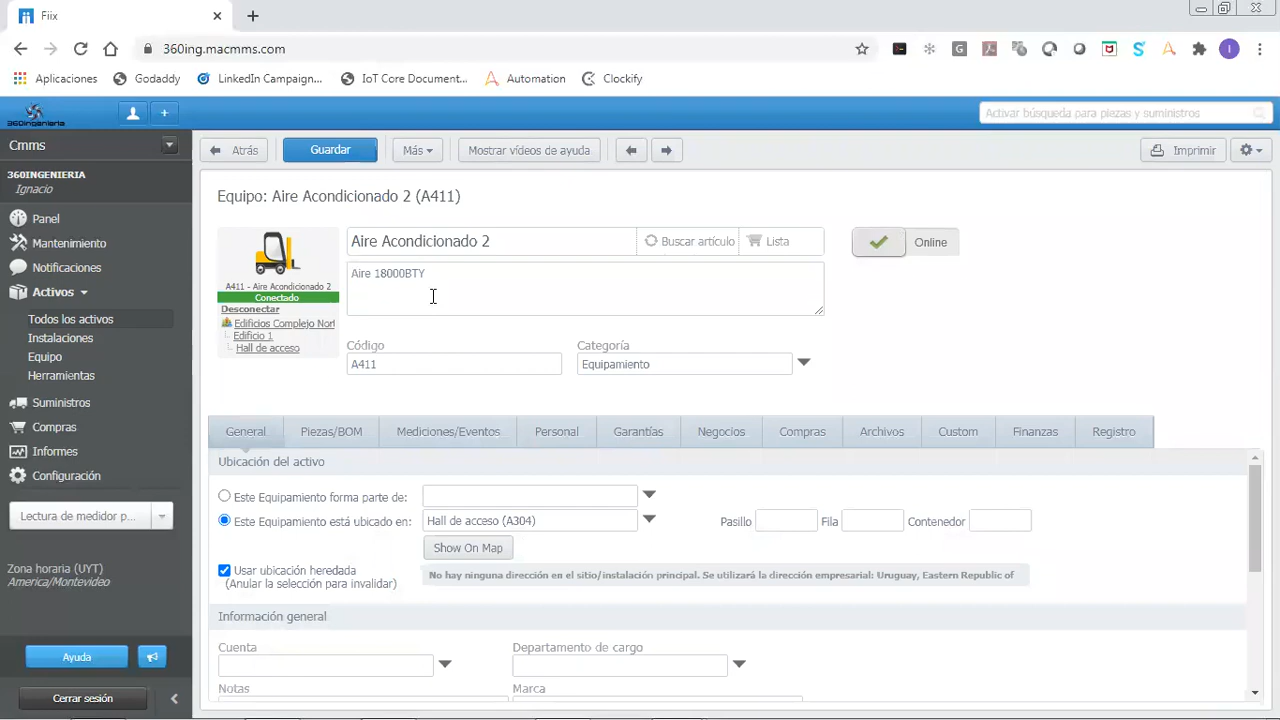 Fiix
360ing.macmms.com
Aplicaciones
Godaddy
LinkedIn Campaign...
IoT Core Document...
Automation
Clockify
360ingenieria
Activar búsqueda para piezas y suministros
Cmms
360INGENIERIA
Ignacio
Panel
Mantenimiento
Notificaciones
Activos
Todos los activos
Instalaciones
Equipo
Herramientas
Suministros
Compras
Informes
Configuración
Lectura de medidor p...
Zona horaria (UYT)
America/Montevideo
Ayuda
Cerrar sesión
Atrás
Guardar
Más
Mostrar vídeos de ayuda
Imprimir
Equipo: Aire Acondicionado 2 (A411)
A411 - Aire Acondicionado 2
Conectado
Desconectar
Edificios Complejo Nort
Edificio 1
Hall de acceso
Aire Acondicionado 2
Buscar artículo
Lista
Online
Aire 18000BTY
Código
Categoría
A411
Equipamiento
General
Piezas/BOM
Mediciones/Eventos
Personal
Garantías
Negocios
Compras
Archivos
Custom
Finanzas
Registro
Ubicación del activo
Este Equipamiento forma parte de:
Este Equipamiento está ubicado en:
Hall de acceso (A304)
Pasillo
Fila
Contenedor
Show On Map
Usar ubicación heredada
(Anular la selección para invalidar)
No hay ninguna dirección en el sitio/instalación principal. Se utilizará la dirección empresarial: Uruguay, Eastern Republic of
Información general
Cuenta
Departamento de cargo
Notas
Marca